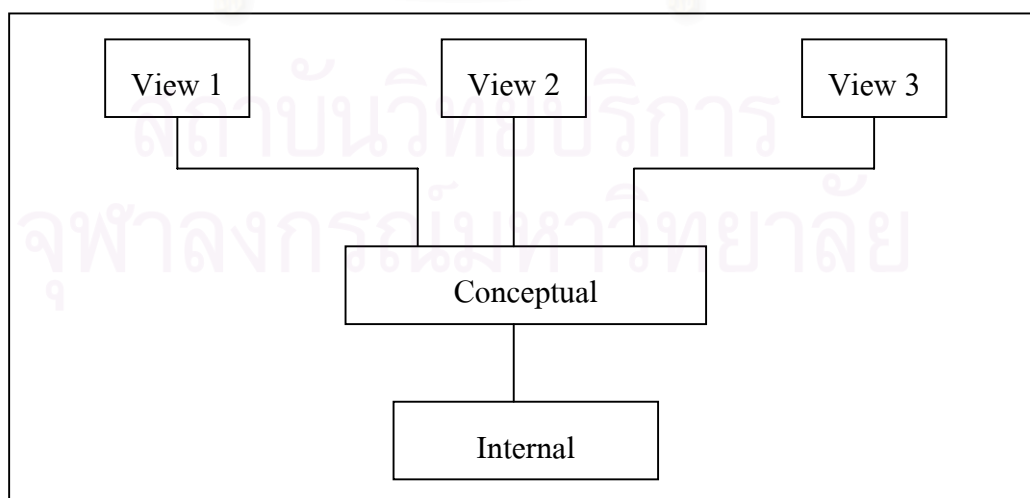 View 1
View 2
View 3
สถาบันวิทยบริการ
จุฬาลงกรณ์มหาวิทยาลัย
Conceptual
Internal